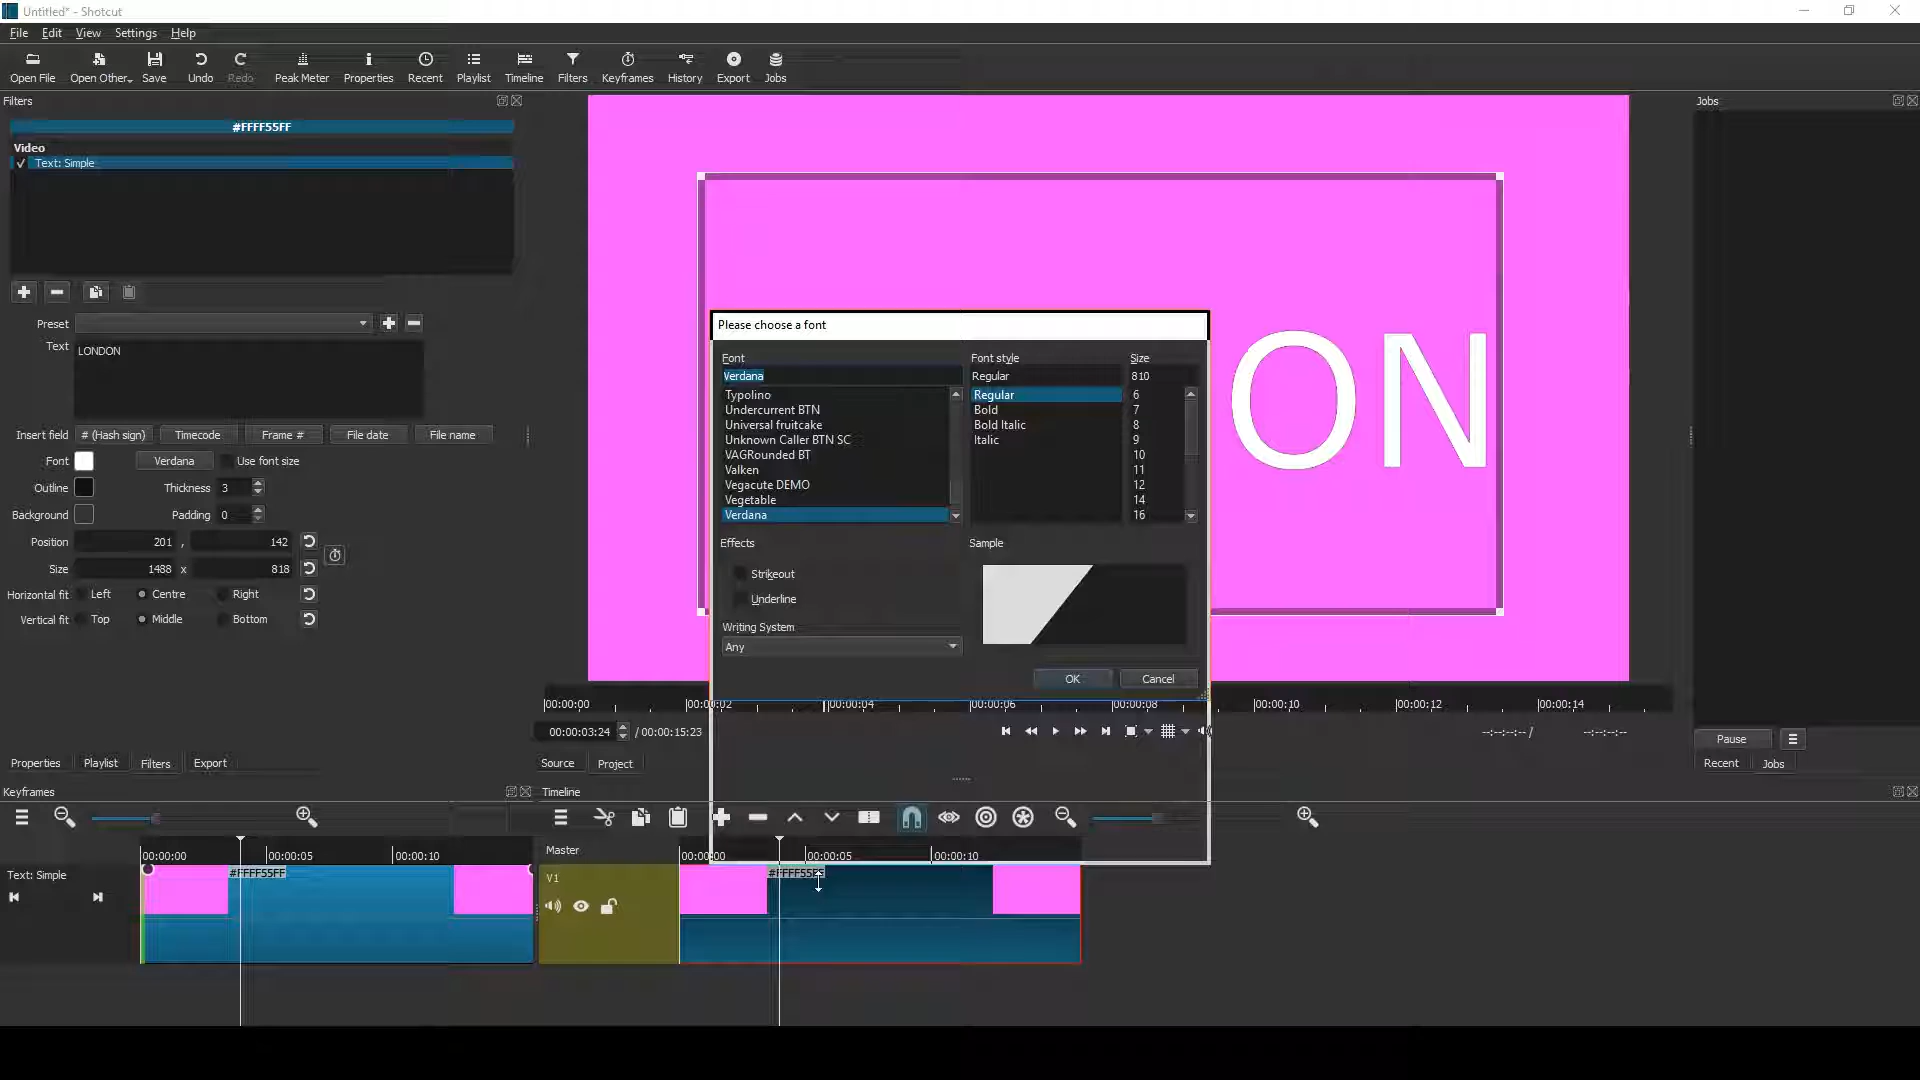 Untitled* - Shotcut
File Edit View Settings Help
Open File Open Other.. Save Undo Redo Peak Meter Properties Recent Playlist Timeline Filters Keyframes History Export Jobs
Filters
#FFFF55FF
Video
Text: Simple
Preset
Text
LONDON
Insert field # (Hash sign) Timecode Frame # File date File name
Font Verdana Use font size
Outline Thickness 3
Background Padding 0
Position 201 , 142
Size 1488 x 818
Horizontal fit Left Centre Right
Vertical fit Top Middle Bottom
ON
Please choose a font
Font Font style Size
Verdana Regular 810
Typolino Regular 6
Undercurrent BTN Bold 7
Universal fruitcake Bold Italic 8
Unknown Caller BTN SC Italic 9
VAGRounded BT 10
Valken 11
Vegacute DEMO 12
Vegetable 14
Verdana 16
Effects Sample
Strikeout
Underline
Writing System
Any
OK Cancel
00:00:00 00:00:02 00:00:04 00:00:06 00:00:08 00:00:10 00:00:12 00:00:14
00:00:03:24 / 00:00:15:23 --:--:--:-- / --:--:--:--
Source Project
Jobs
Pause
Recent Jobs
Properties Playlist Filters Export
Keyframes
00:00:00 00:00:05 00:00:10
Text: Simple
#FFFF55FF
Timeline
Master 00:00:00 00:00:05 00:00:10
V1
#FFFF55FF